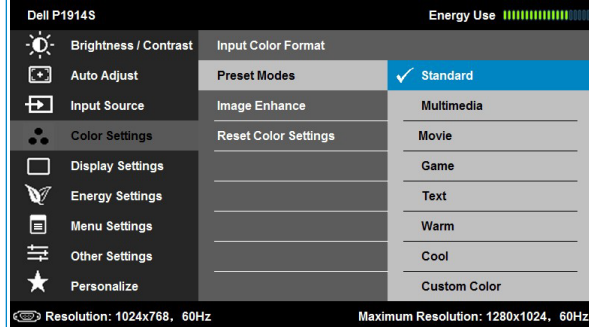 Dell P1914S Energy Use
Brightness / Contrast Input Color Format
Auto Adjust Preset Modes Standard
Input Source Image Enhance Multimedia
Color Settings Reset Color Settings Movie
Display Settings Game
Energy Settings Text
Menu Settings Warm
Other Settings Cool
Personalize Custom Color
Resolution: 1024x768, 60Hz Maximum Resolution: 1280x1024, 60Hz